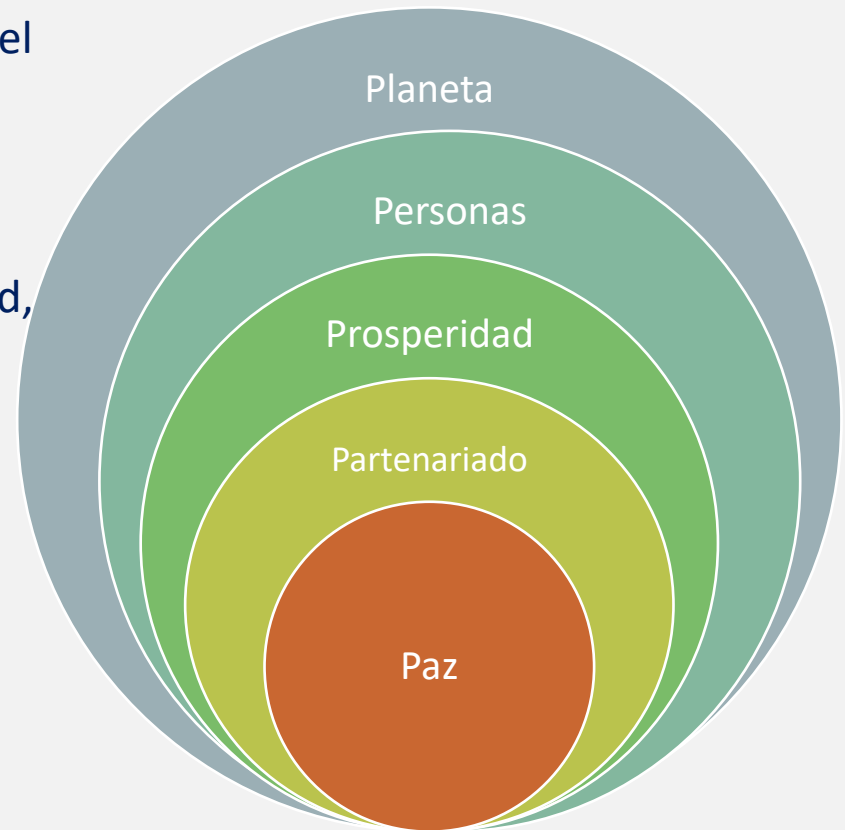 el
Planeta
Personas
d,
Prosperidad
Partenariado
Paz